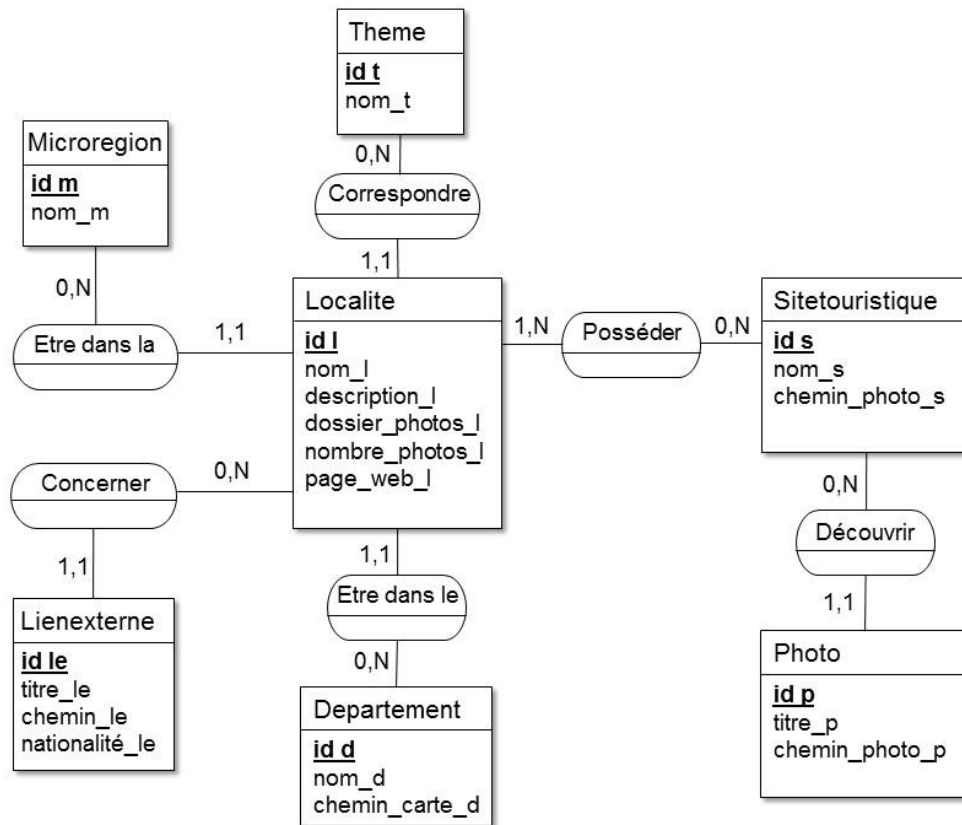 Theme
id t
nom_t
0,N
Correspondre
1,1
Microregion
id m
nom_m
0,N
Etre dans la
1,1
Localite
id l
nom_l
description_l
dossier_photos_l
nombre_photos_l
page_web_l
1,N
Posséder
0,N
Sitetouristique
id s
nom_s
chemin_photo_s
0,N
Découvrir
1,1
Photo
id p
titre_p
chemin_photo_p
Concerner
0,N
1,1
Lienexterne
id le
titre_le
chemin_le
nationalité_le
1,1
Etre dans le
0,N
Departement
id d
nom_d
chemin_carte_d